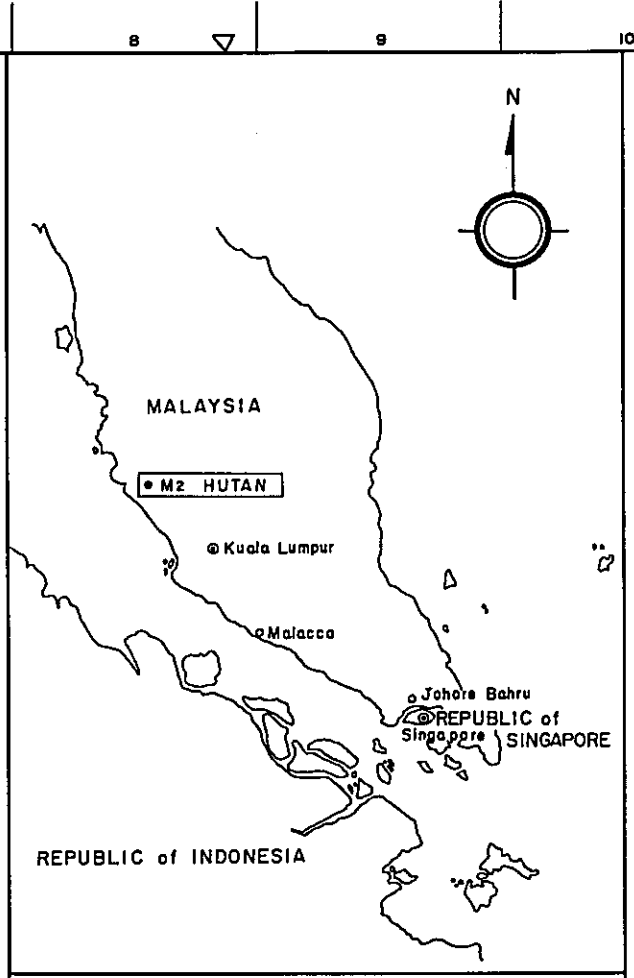 8 9 10
N
MALAYSIA
M2 HUTAN
Kuala Lumpur
Malacca
Johore Bahru
REPUBLIC of
Singapore SINGAPORE
REPUBLIC of INDONESIA